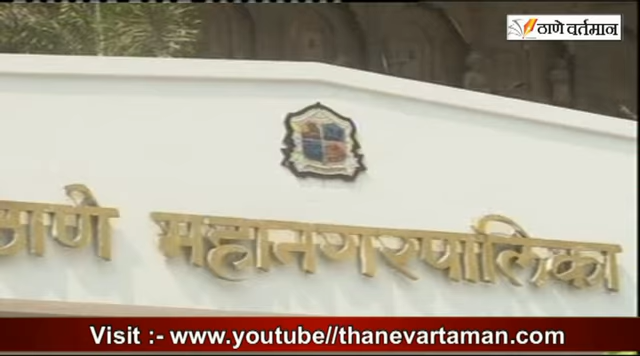 ठाणे वर्तमान
ठाणे महानगरपालिका
Visit :- www.youtube//thanevartaman.com